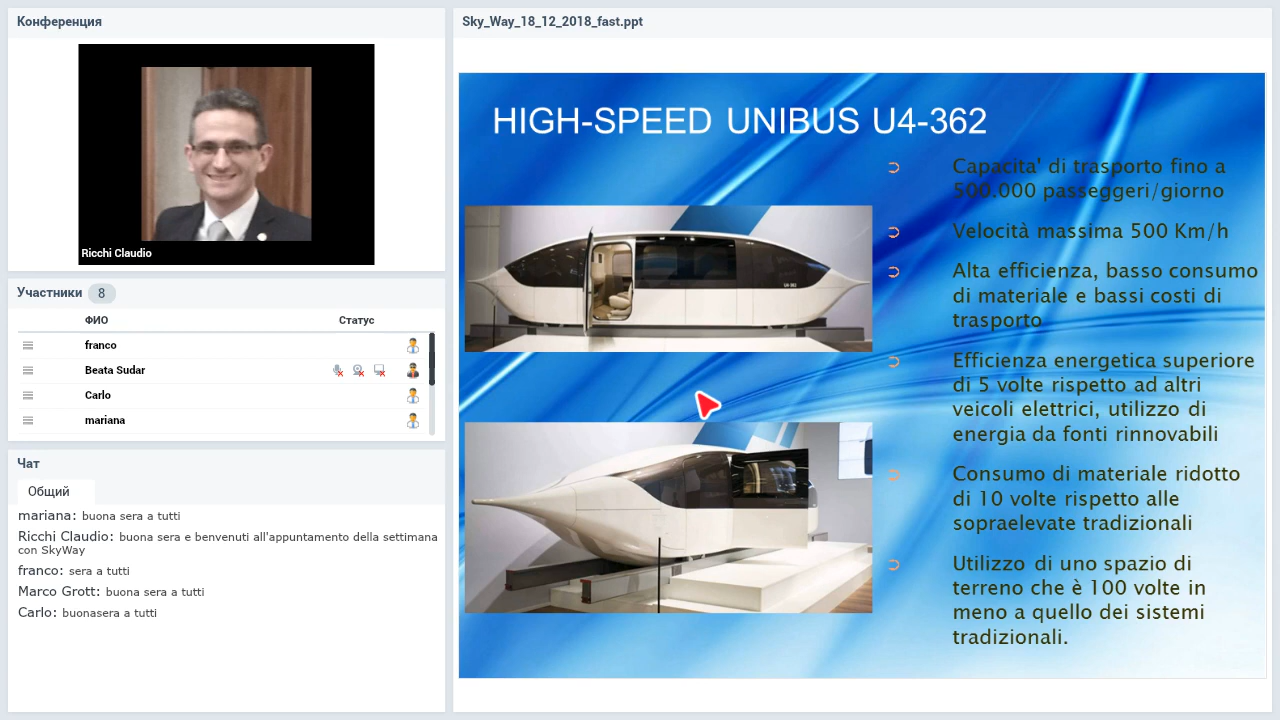 Конференция
Ricchi Claudio
Участники 8
ФИО Статус
franco
Beata Sudar
Carlo
mariana
Чат
Общий
mariana: buona sera a tutti
Ricchi Claudio: buona sera e benvenuti all'appuntamento della settimana
con SkyWay
franco: sera a tutti
Marco Grott: buona sera a tutti
Carlo: buonasera a tutti
Sky_Way_18_12_2018_fast.ppt
HIGH-SPEED UNIBUS U4-362
Capacita' di trasporto fino a
500.000 passeggeri/giorno
Velocità massima 500 Km/h
Alta efficienza, basso consumo
di materiale e bassi costi di
trasporto
Efficienza energetica superiore
di 5 volte rispetto ad altri
veicoli elettrici, utilizzo di
energia da fonti rinnovabili
Consumo di materiale ridotto
di 10 volte rispetto alle
sopraelevate tradizionali
Utilizzo di uno spazio di
terreno che è 100 volte in
meno a quello dei sistemi
tradizionali.